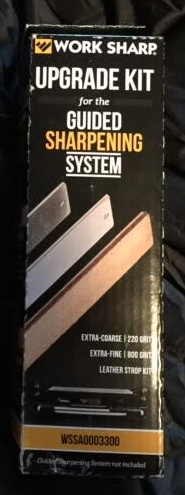 WORK SHARP
UPGRADE KIT
for the
GUIDED
SHARPENING
SYSTEM
EXTRA-COARSE | 220 GRIT
EXTRA-FINE | 800 GRIT
LEATHER STROP KIT
WSSA0003300
Guided Sharpening System not included